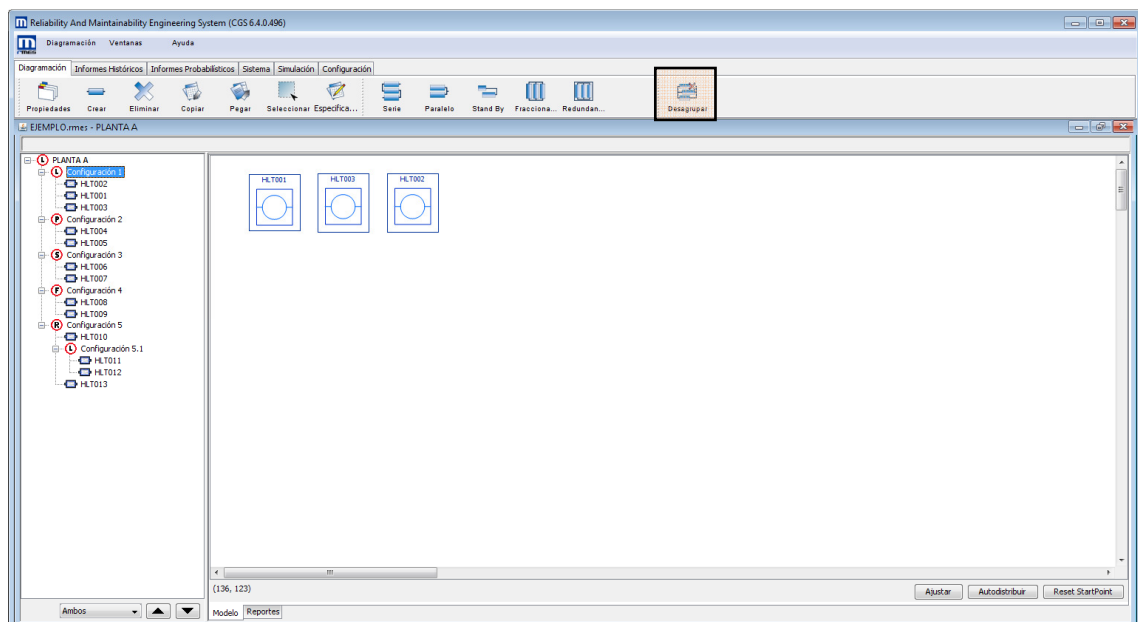 Reliability And Maintainability Engineering System (CGS 6.4.0.496)
rmes Diagramación Ventanas Ayuda
Diagramación Informes Históricos Informes Probabilísticos Sistema Simulación Configuración
Propiedades Crear Eliminar Copiar Pegar Seleccionar Especifica... Serie Paralelo Stand By Fracciona... Redundan... Desagrupar
EJEMPLO.rmes - PLANTA A
L PLANTA A
L Configuración 1
HLT002
HLT001
HLT003
P Configuración 2
HLT004
HLT005
S Configuración 3
HLT006
HLT007
F Configuración 4
HLT008
HLT009
R Configuración 5
HLT010
L Configuración 5.1
HLT011
HLT012
HLT013
HLT001 HLT003 HLT002
(136, 123)
Ajustar Autodistribuir Reset StartPoint
Ambos
Modelo Reportes